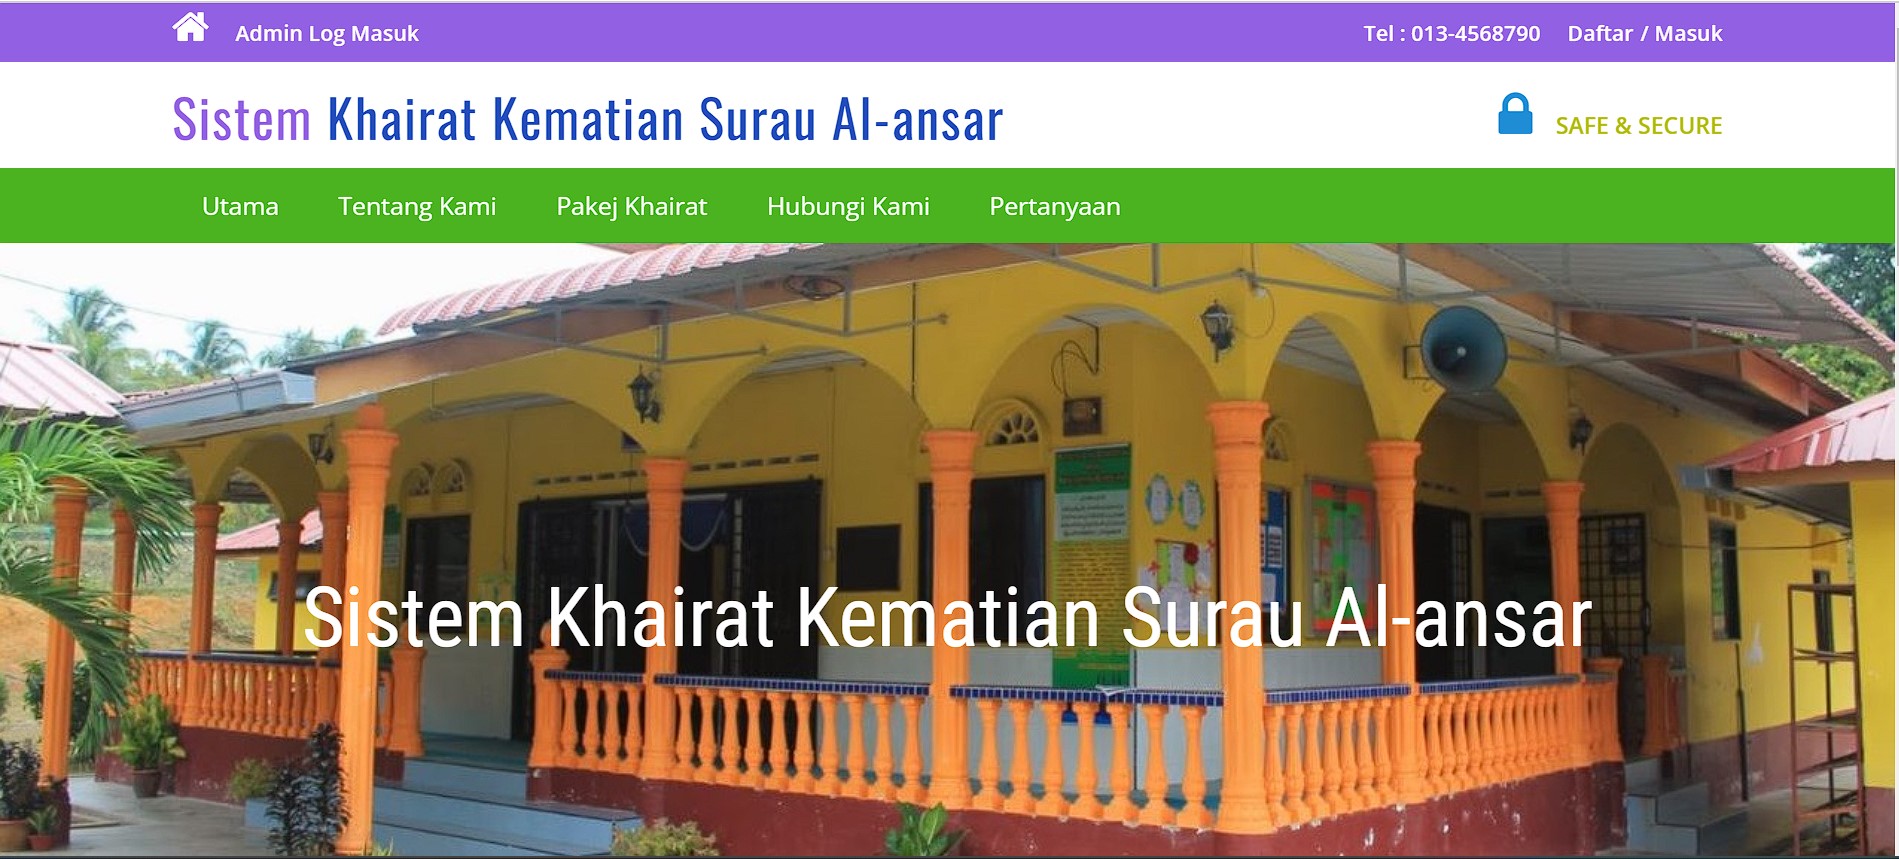 Admin Log Masuk
Tel : 013-4568790 Daftar / Masuk
Sistem Khairat Kematian Surau Al-ansar
SAFE & SECURE
Utama Tentang Kami Pakej Khairat Hubungi Kami Pertanyaan
Sistem Khairat Kematian Surau Al-ansar